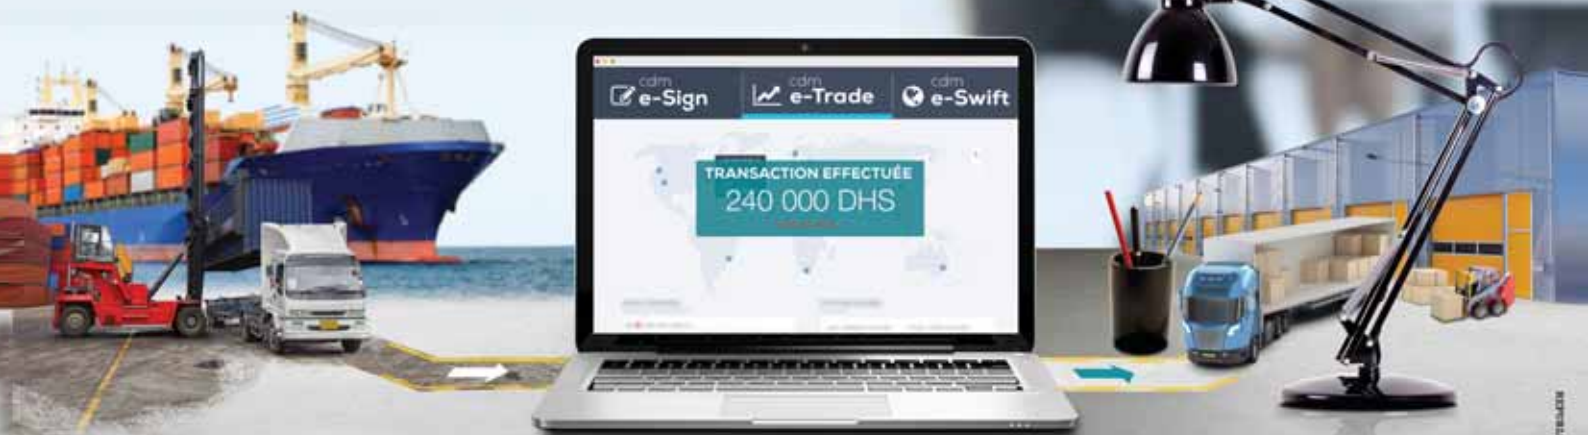 cdm
e-Sign
cdm
e-Trade
cdm
e-Swift
TRANSACTION EFFECTUÉE
240 000 DHS